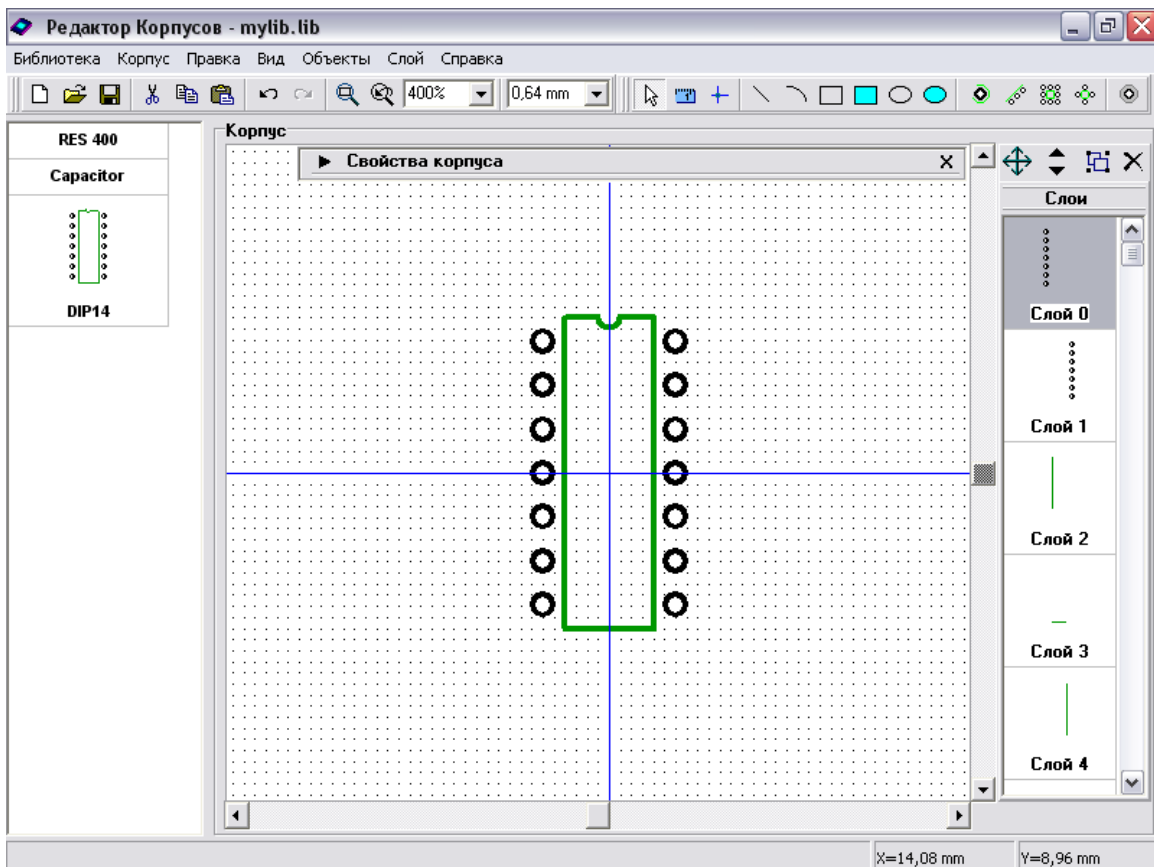 Редактор Корпусов - mylib.lib
Библиотека Корпус Правка Вид Объекты Слой Справка
400% 0,64 mm
RES 400
Capacitor
DIP14
Корпус
Свойства корпуса
Слои
Слой 0
Слой 1
Слой 2
Слой 3
Слой 4
X=14,08 mm Y=8,96 mm